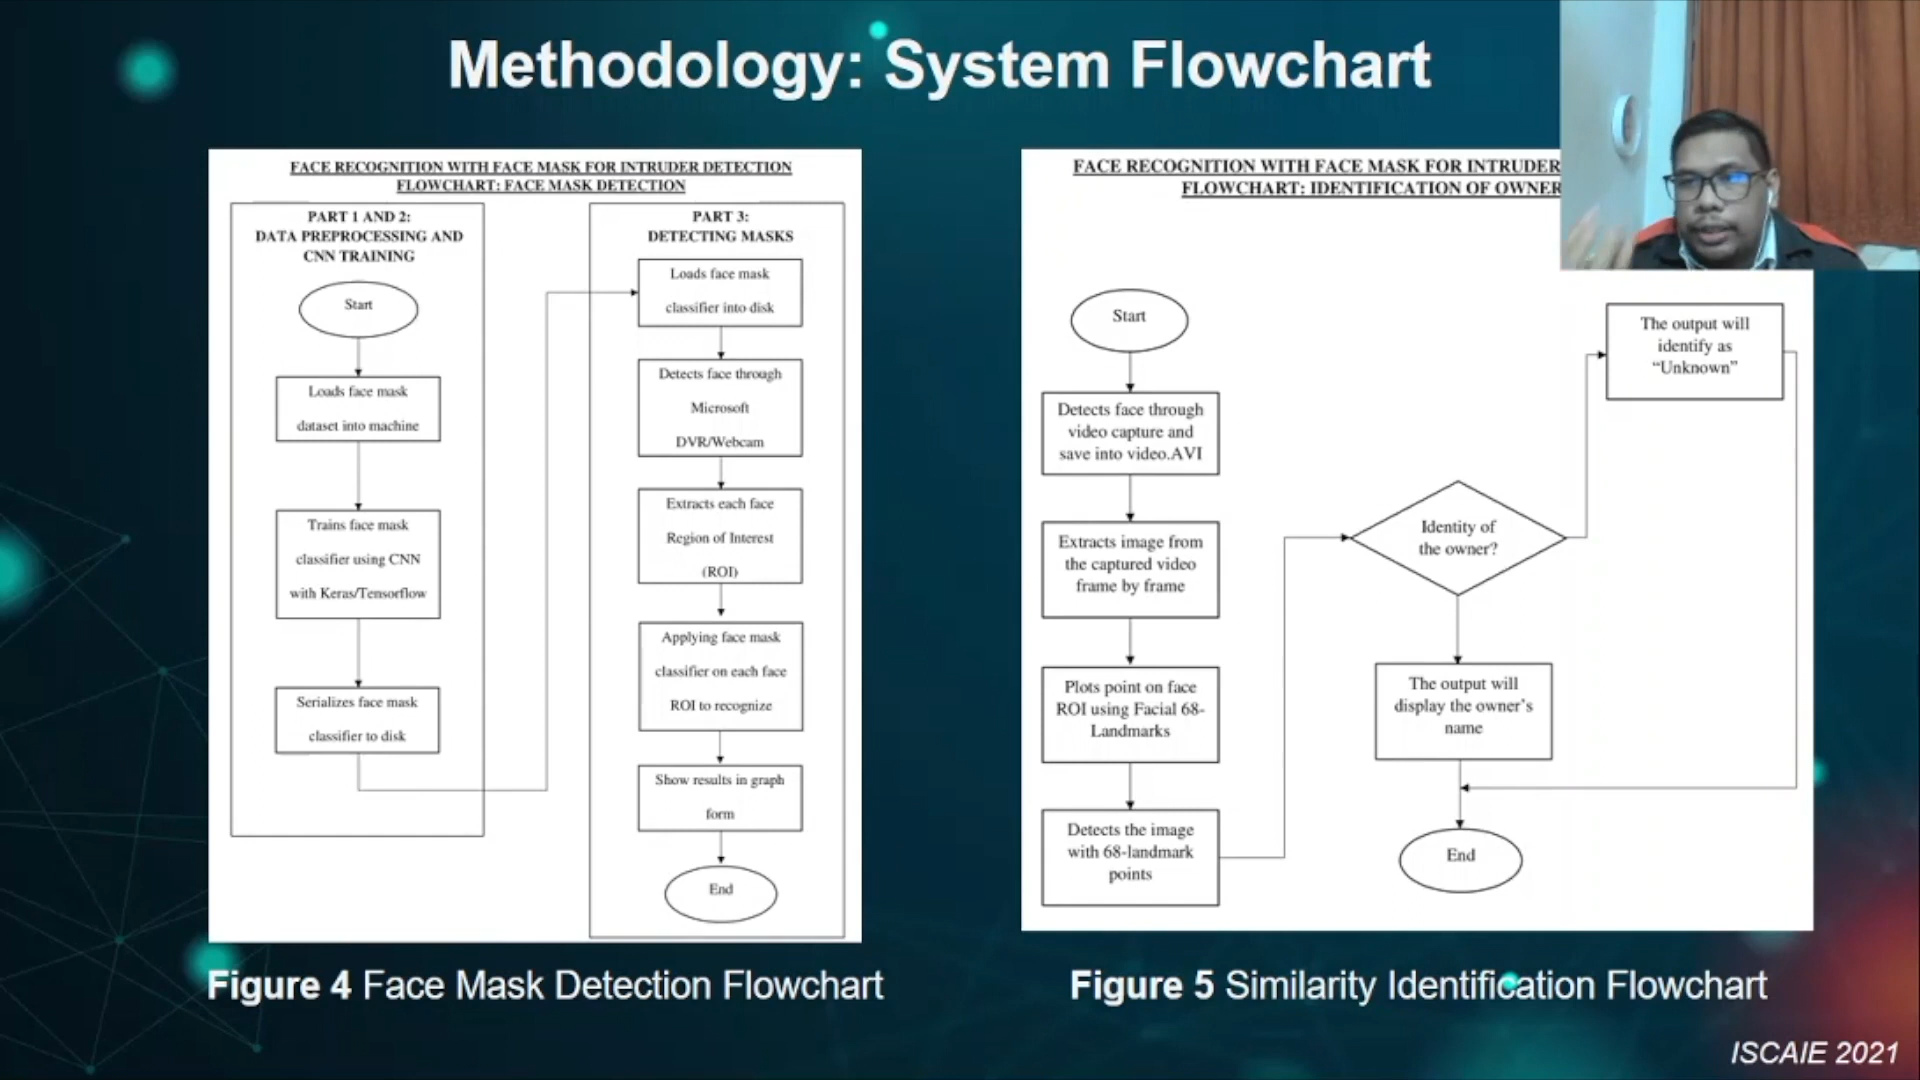 Methodology: System Flowchart
FACE RECOGNITION WITH FACE MASK FOR INTRUDER DETECTION
FLOWCHART: FACE MASK DETECTION
PART 1 AND 2:
DATA PREPROCESSING AND
CNN TRAINING
Start
Loads face mask
dataset into machine
Trains face mask
classifier using CNN
with Keras/Tensorflow
Serializes face mask
classifier to disk
PART 3:
DETECTING MASKS
Loads face mask
classifier into disk
Detects face through
Microsoft
DVR/Webcam
Extracts each face
Region of Interest
(ROI)
Applying face mask
classifier on each face
ROI to recognize
Show results in graph
form
End
Figure 4 Face Mask Detection Flowchart
FACE RECOGNITION WITH FACE MASK FOR INTRUDER
FLOWCHART: IDENTIFICATION OF OWNER
Start
Detects face through
video capture and
save into video.AVI
Extracts image from
the captured video
frame by frame
Plots point on face
ROI using Facial 68-
Landmarks
Detects the image
with 68-landmark
points
Identity of
the owner?
The output will
identify as
“Unknown”
The output will
display the owner’s
name
End
Figure 5 Similarity Identification Flowchart
ISCAIE 2021